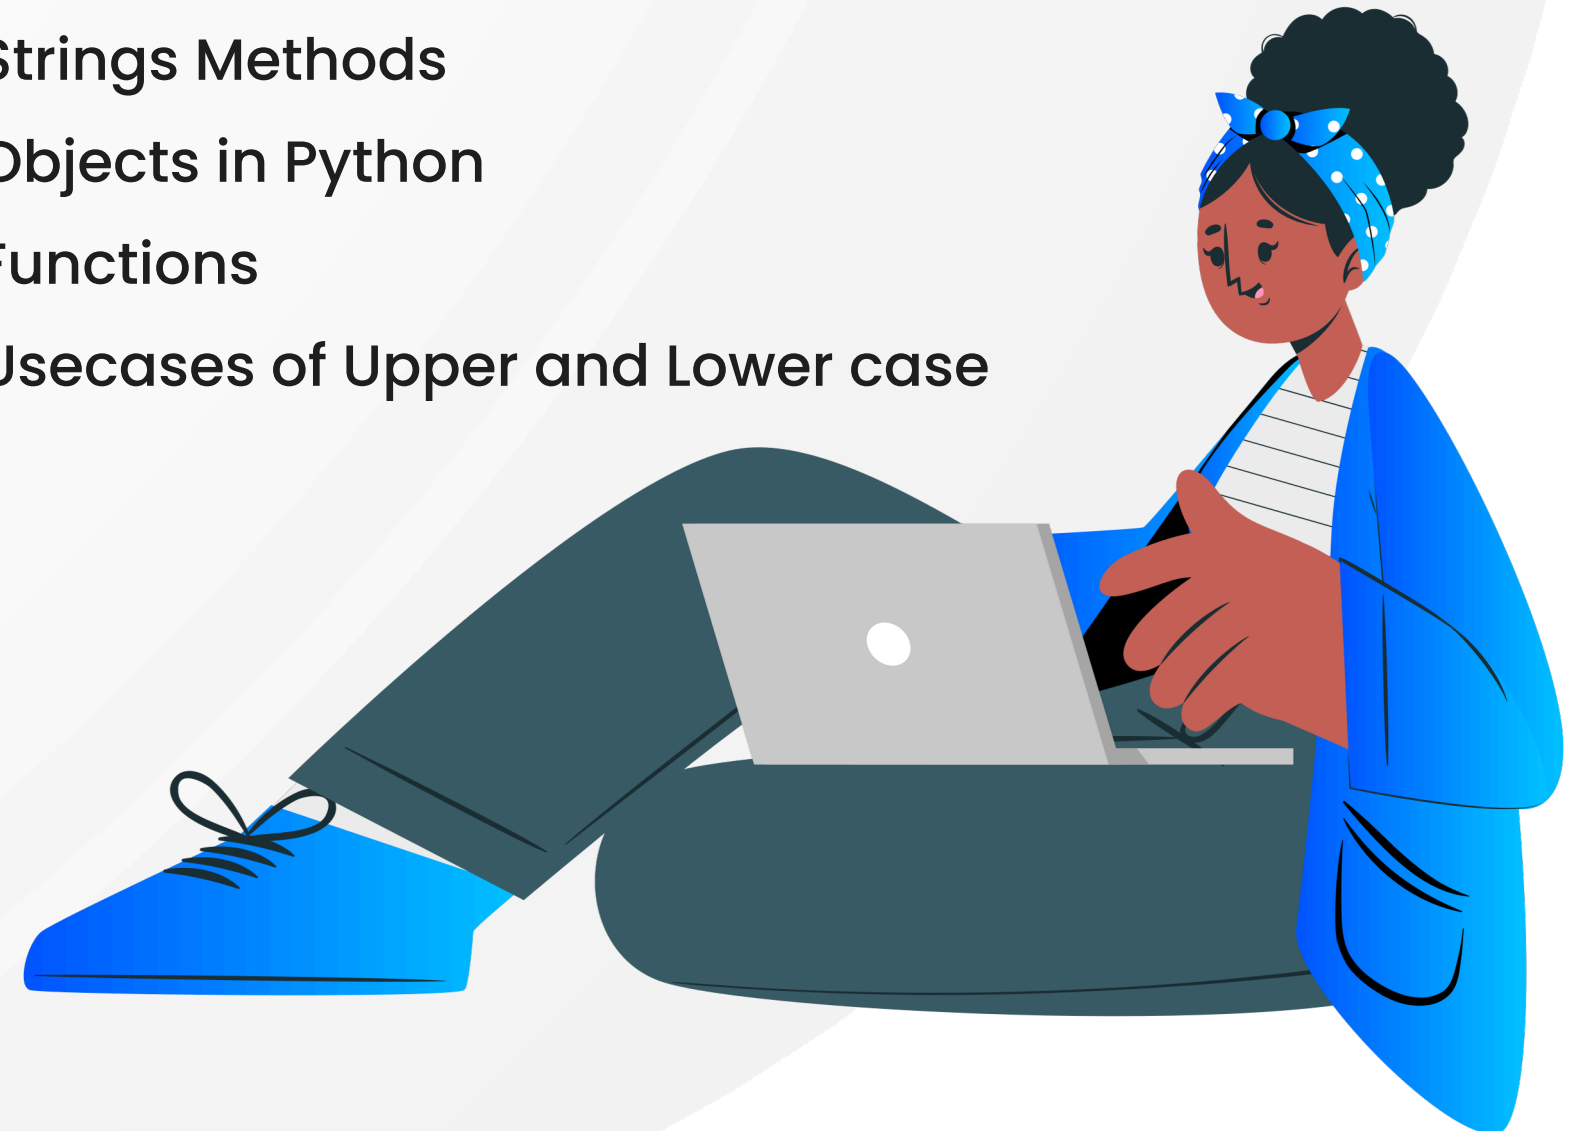 Strings Methods
Objects in Python
Functions
Usecases of Upper and Lower case